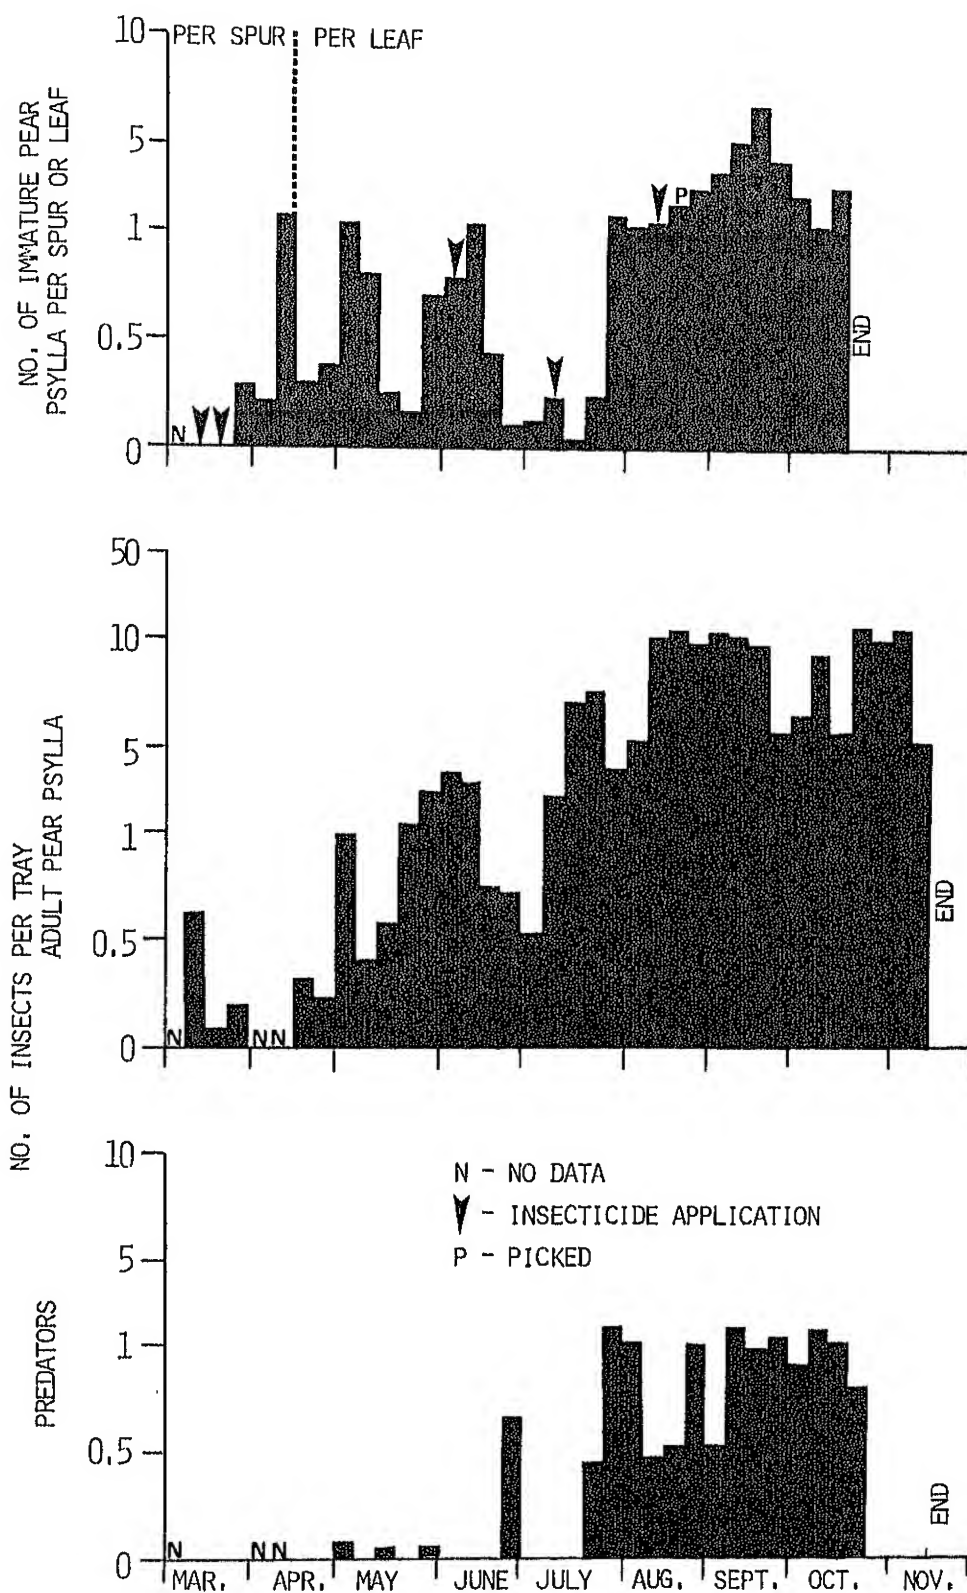 NO. OF IMMATURE PEAR
PSYLLA PER SPUR OR LEAF
10
5
1
0.5
0
PER SPUR PER LEAF
N
P
END
NO. OF INSECTS PER TRAY
ADULT PEAR PSYLLA
50
10
5
1
0.5
0
N
N N
END
PREDATORS
10
5
1
0.5
0
N - NO DATA
- INSECTICIDE APPLICATION
P - PICKED
N
N N
END
MAR. APR. MAY JUNE JULY AUG. SEPT. OCT. NOV.